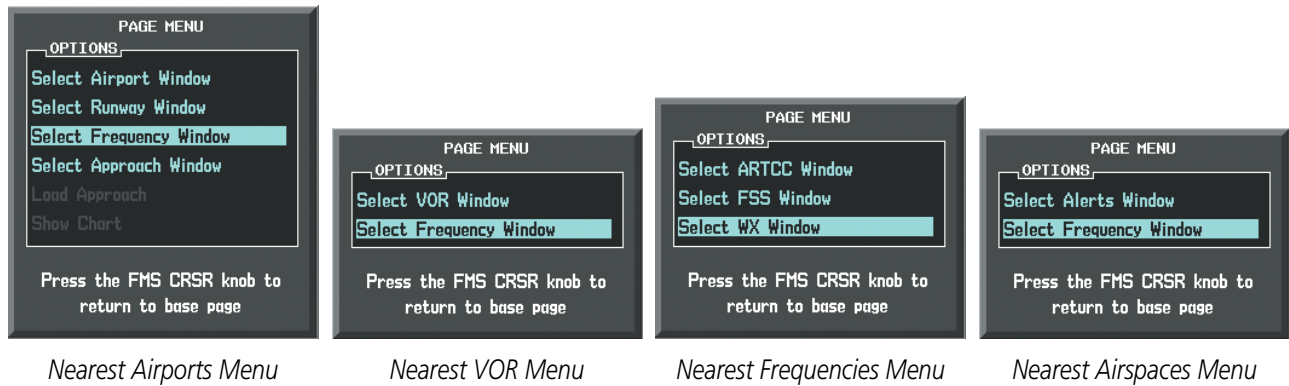 PAGE MENU
OPTIONS
Select Airport Window
Select Runway Window
Select Frequency Window
Select Approach Window
Load Approach
Show Chart
Press the FMS CRSR knob to
return to base page
Nearest Airports Menu
PAGE MENU
OPTIONS
Select VOR Window
Select Frequency Window
Press the FMS CRSR knob to
return to base page
Nearest VOR Menu
PAGE MENU
OPTIONS
Select ARTCC Window
Select FSS Window
Select WX Window
Press the FMS CRSR knob to
return to base page
Nearest Frequencies Menu
PAGE MENU
OPTIONS
Select Alerts Window
Select Frequency Window
Press the FMS CRSR knob to
return to base page
Nearest Airspaces Menu